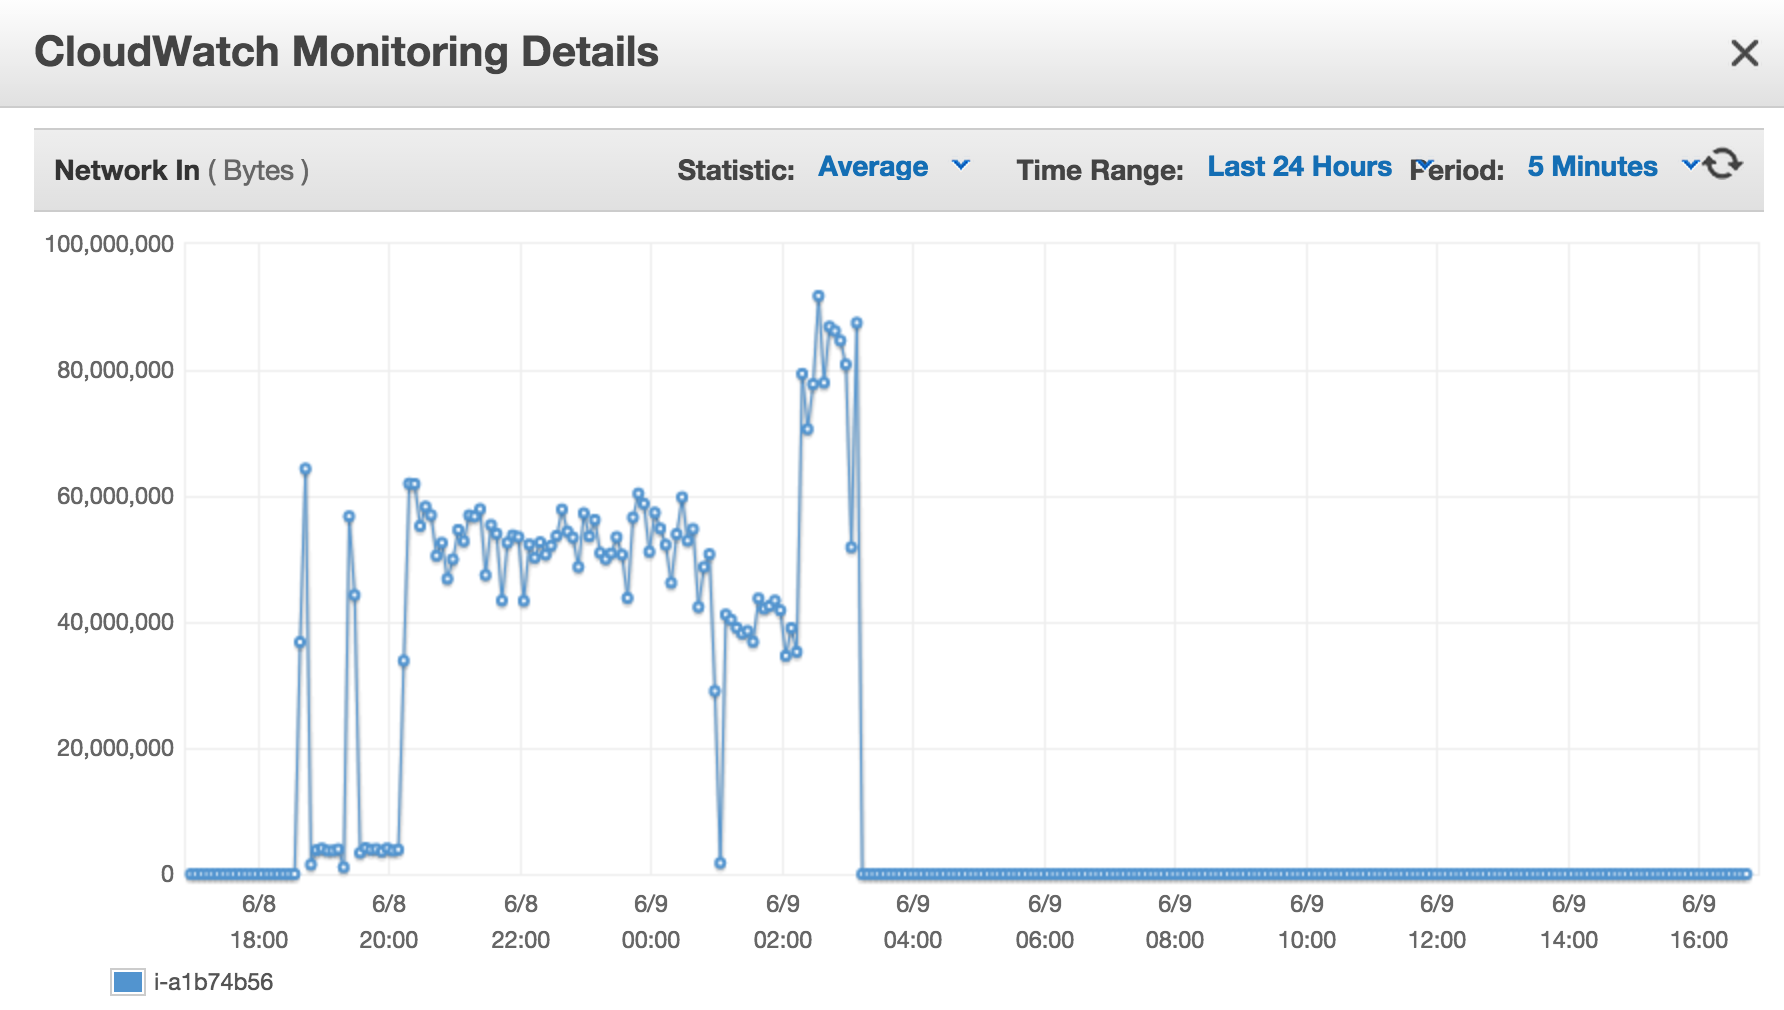 CloudWatch Monitoring Details
Network In ( Bytes ) Statistic: Average Time Range: Last 24 Hours Period: 5 Minutes
100,000,000
80,000,000
60,000,000
40,000,000
20,000,000
0
6/8 6/8 6/8 6/9 6/9 6/9 6/9 6/9 6/9 6/9 6/9 6/9
18:00 20:00 22:00 00:00 02:00 04:00 06:00 08:00 10:00 12:00 14:00 16:00
i-a1b74b56